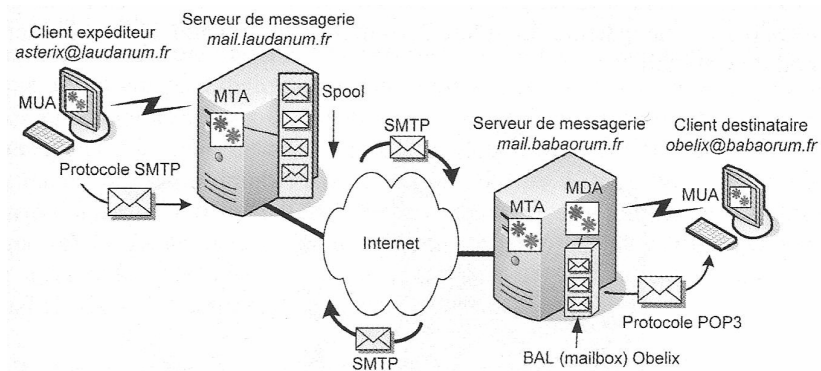 Client expéditeur
asterix@laudanum.fr
MUA
Protocole SMTP
Serveur de messagerie
mail.laudanum.fr
MTA
Spool
SMTP
Internet
SMTP
Serveur de messagerie
mail.babaorum.fr
MTA
MDA
Client destinataire
obelix@babaorum.fr
MUA
Protocole POP3
BAL (mailbox) Obelix